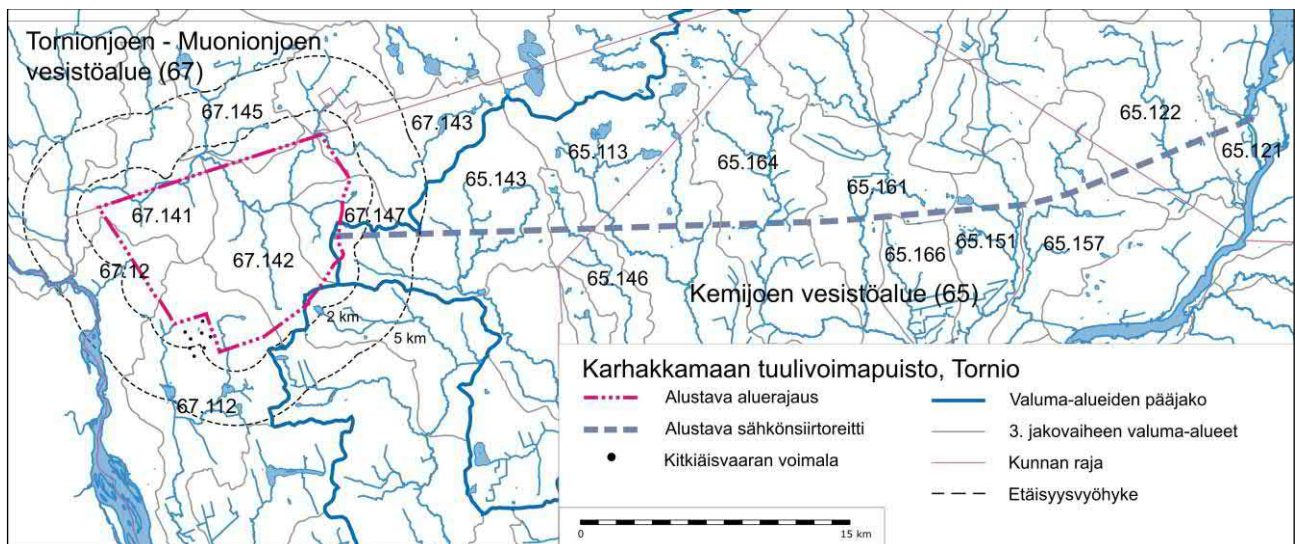 Tornionjoen - Muonionjoen
vesistöalue (67)
67.145
67.143
65.122
65.113
65.164
65.121
65.143
65.161
67.141
67.147
67.12
67.142
65.166
65.151
65.157
65.146
Kemijoen vesistöalue (65)
2 km
5 km
67.112
Karhakkamaan tuulivoimapuisto, Tornio
Alustava aluerajaus
Alustava sähkönsiirtoreitti
Kitkiäisvaaran voimala
Valuma-alueiden pääjako
3. jakovaiheen valuma-alueet
Kunnan raja
Etäisyysvyöhyke
0
15 km